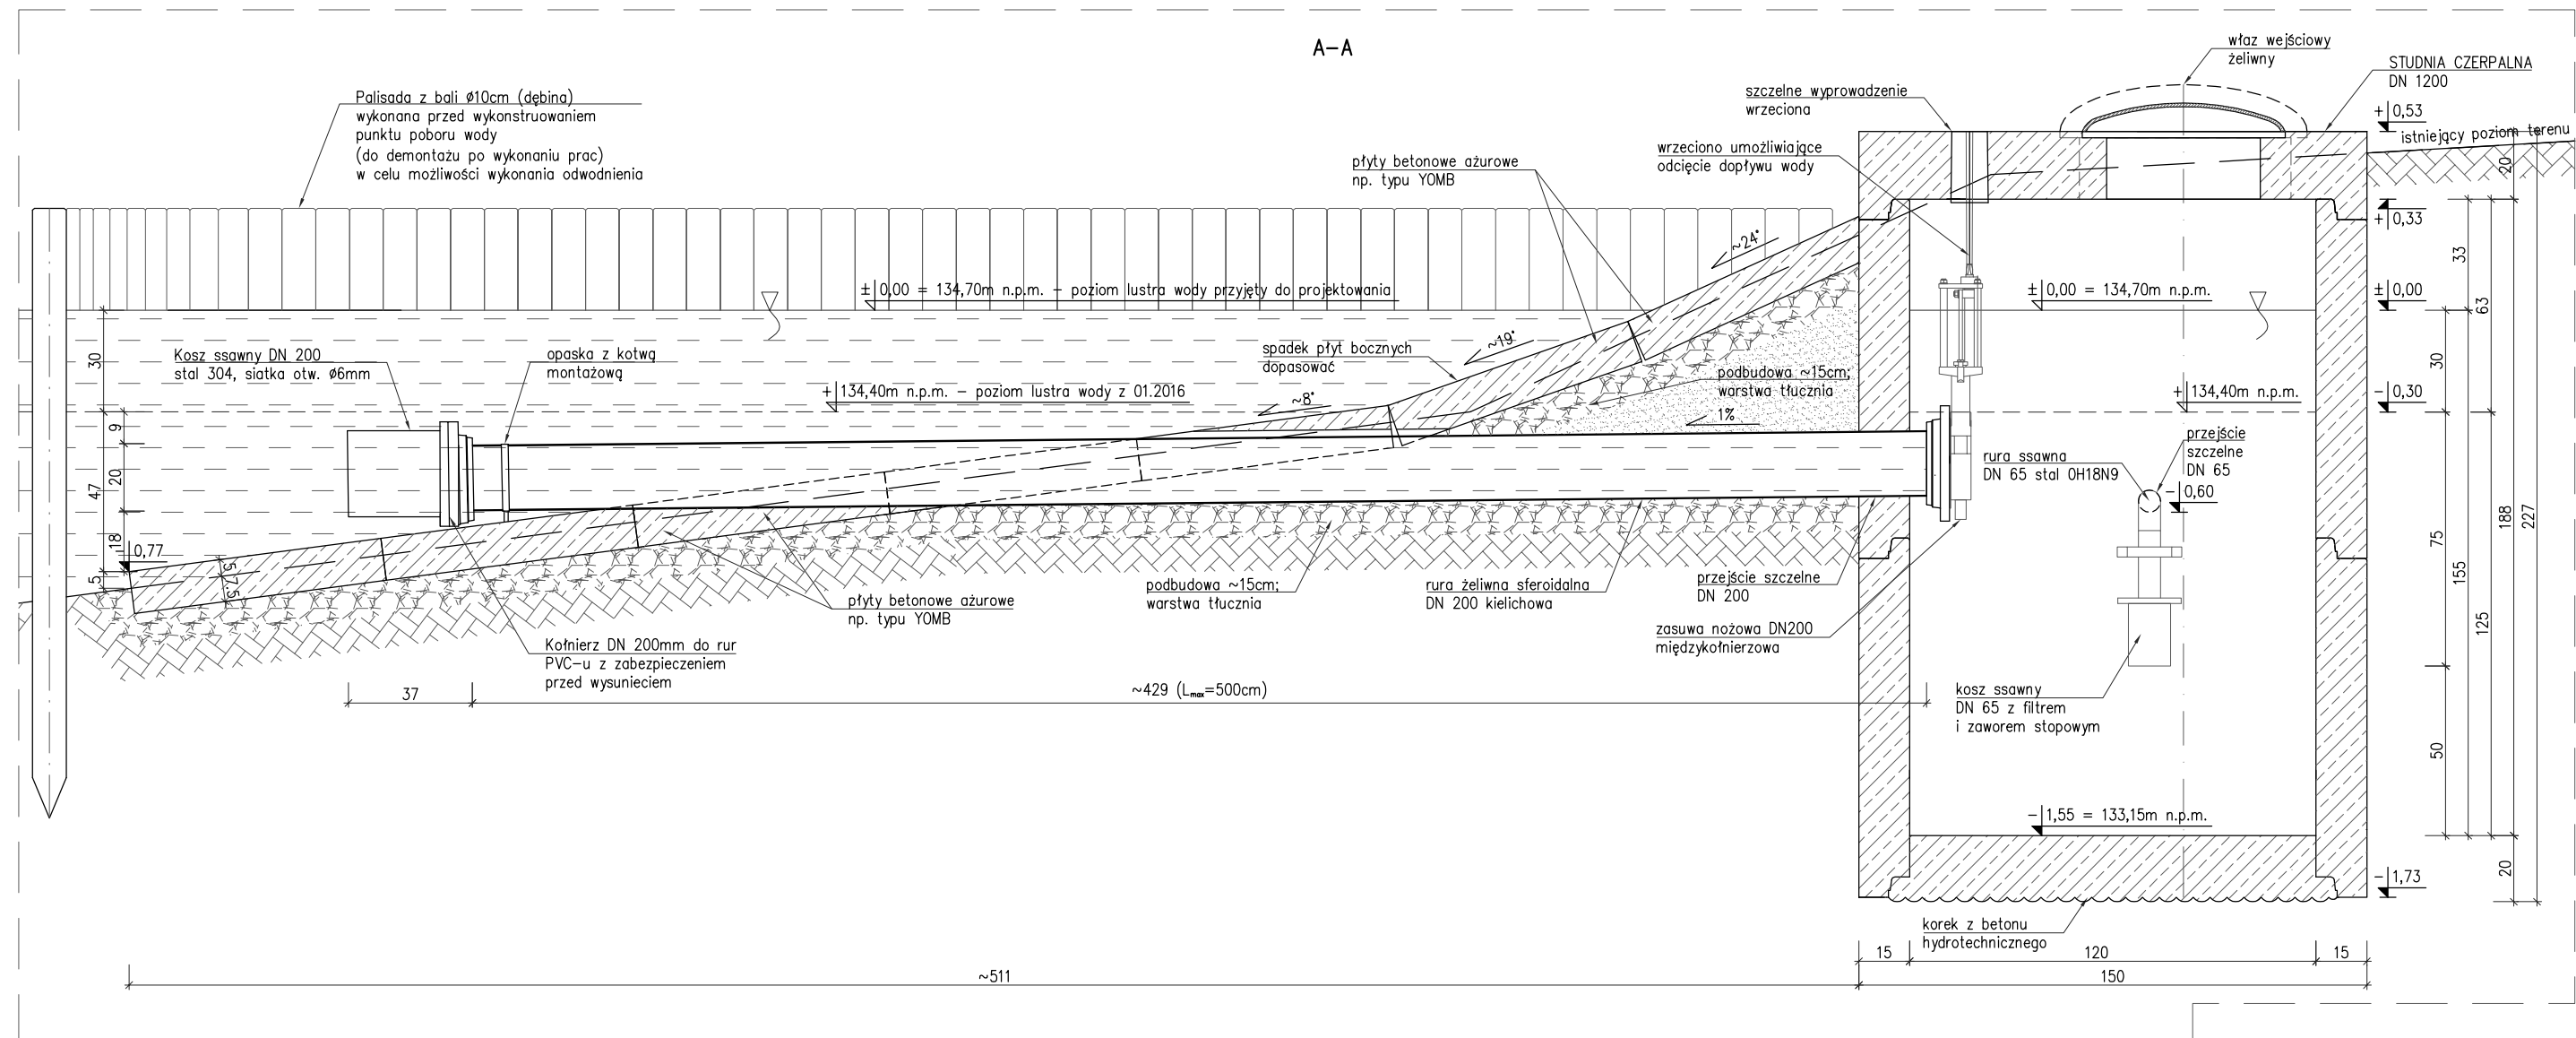 A-A
właz wejściowy
żeliwny
STUDNIA CZERPALNA
DN 1200
szczelne wyprowadzenie
wrzeciona
+ 0,53
istniejący poziom terenu
Palisada z bali ø10cm (dębina)
wykonana przed wykonstruowaniem
punktu poboru wody
(do demontażu po wykonaniu prac)
w celu możliwości wykonania odwodnienia
płyty betonowe ażurowe
np. typu YOMB
wrzeciono umożliwiające
odcięcie dopływu wody
20
+ 0,33
~24°
33
± 0,00 = 134,70m n.p.m. – poziom lustra wody przyjęty do projektowania
± 0,00 = 134,70m n.p.m.
± 0,00
63
30
Kosz ssawny DN 200
stal 304, siatka otw. ø6mm
opaska z kotwą
montażową
spadek płyt bocznych
dopasować
~19°
podbudowa ~15cm;
warstwa tłucznia
30
+ 134,40m n.p.m. – poziom lustra wody z 01.2016
~8°
1%
+ 134,40m n.p.m.
- 0,30
9
20
47
18
5
- 0,77
5
7,5
rura ssawna
DN 65 stal 0H18N9
przejście
szczelne
DN 65
- 0,60
75
155
188
227
125
płyty betonowe ażurowe
np. typu YOMB
podbudowa ~15cm;
warstwa tłucznia
rura żeliwna sferoidalna
DN 200 kielichowa
przejście szczelne
DN 200
zasuwa nożowa DN200
międzykołnierzowa
Kołnierz DN 200mm do rur
PVC-u z zabezpieczeniem
przed wysunieciem
37
~429 (Lmax=500cm)
kosz ssawny
DN 65 z filtrem
i zaworem stopowym
50
- 1,55 = 133,15m n.p.m.
20
- 1,73
korek z betonu
hydrotechnicznego
15
120
15
~511
150